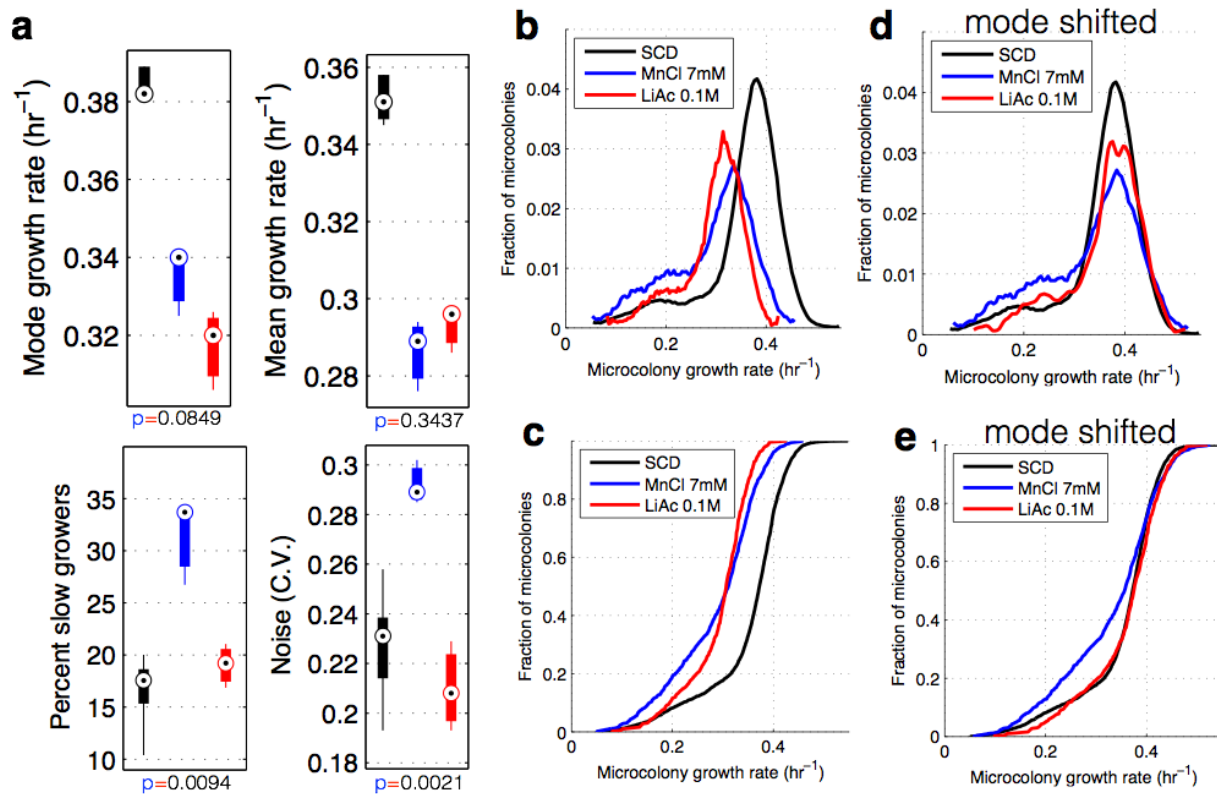 a
Mode growth rate (hr⁻¹)
0.38
0.36
0.34
0.32
p=0.0849
Mean growth rate (hr⁻¹)
0.36
0.34
0.32
0.3
0.28
p=0.3437
Percent slow growers
35
30
25
20
15
10
p=0.0094
Noise (C.V.)
0.3
0.28
0.26
0.24
0.22
0.2
0.18
p=0.0021
b
SCD
MnCl 7mM
LiAc 0.1M
Fraction of microcolonies
0.04
0.03
0.02
0.01
0
0
0.2
0.4
Microcolony growth rate (hr⁻¹)
c
SCD
MnCl 7mM
LiAc 0.1M
Fraction of microcolonies
0.8
0.6
0.4
0.2
0
0
0.2
0.4
Microcolony growth rate (hr⁻¹)
d
mode shifted
SCD
MnCl 7mM
LiAc 0.1M
Fraction of microcolonies
0.04
0.03
0.02
0.01
0
0
0.2
0.4
Microcolony growth rate (hr⁻¹)
e
mode shifted
SCD
MnCl 7mM
LiAc 0.1M
Fraction of microcolonies
1
0.8
0.6
0.4
0.2
0
0
0.2
0.4
Microcolony growth rate (hr⁻¹)